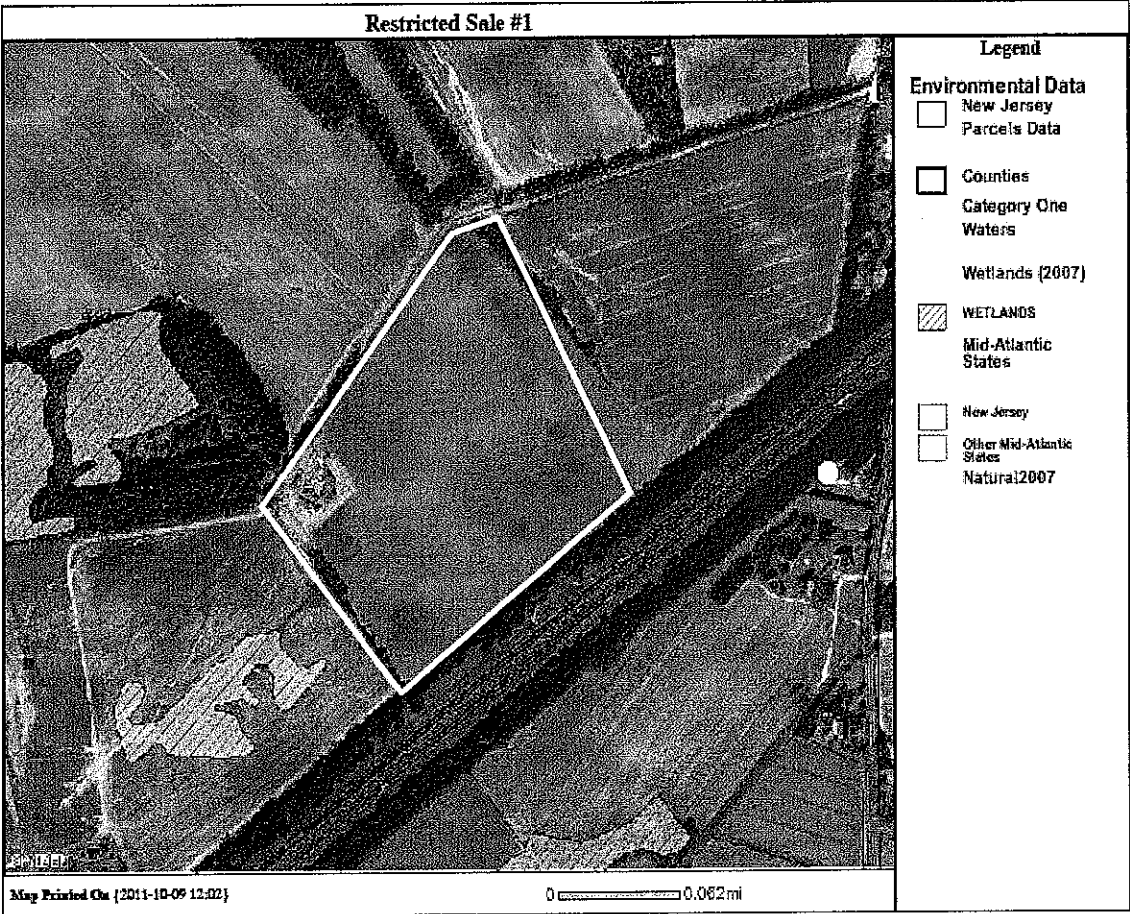 Restricted Sale #1
Legend
Environmental Data
New Jersey
Parcels Data
Counties
Category One
Waters
Wetlands (2007)
WETLANDS
Mid-Atlantic
States
New Jersey
Other Mid-Atlantic
States
Natural2007
Map Printed On {2011-10-09 12:02}
0 0.062mi